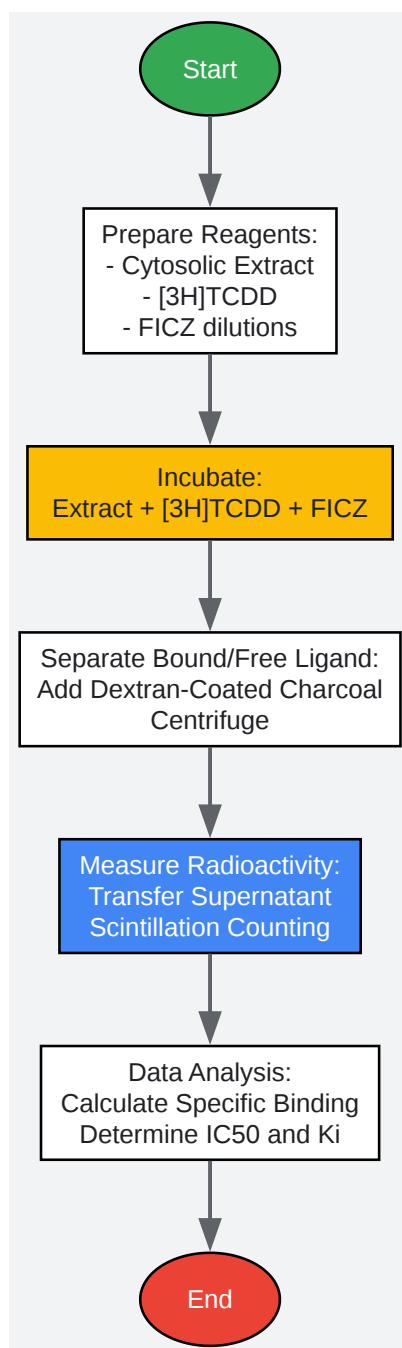 Start
Prepare Reagents:
- Cytosolic Extract
- [3H]TCDD
- FICZ dilutions
Incubate:
Extract + [3H]TCDD + FICZ
Separate Bound/Free Ligand:
Add Dextran-Coated Charcoal
Centrifuge
Measure Radioactivity:
Transfer Supernatant
Scintillation Counting
Data Analysis:
Calculate Specific Binding
Determine IC50 and Ki
End